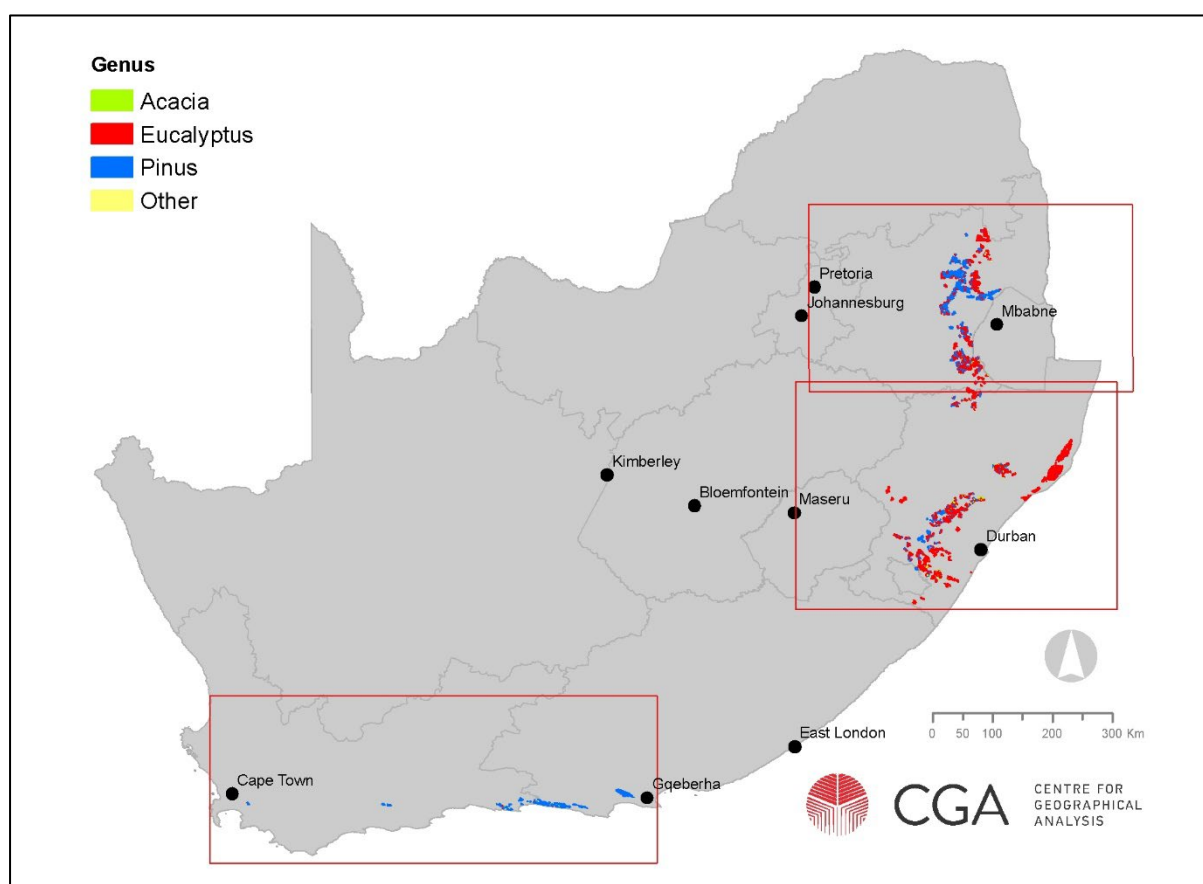 Genus
Acacia
Eucalyptus
Pinus
Other
Pretoria
Johannesburg
Mbabne
Kimberley
Bloemfontein
Maseru
Durban
East London
Cape Town
Gqeberha
0 50 100 200 300 Km
CGA
CENTRE FOR
GEOGRAPHICAL
ANALYSIS